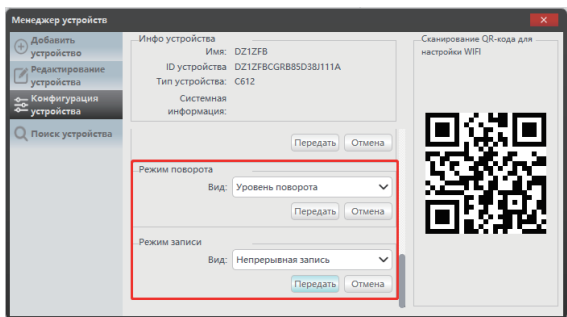 Менеджер устройств
Добавить
устройство
Редактирование
устройства
Конфигурация
устройства
Поиск устройства
Инфо устройства
Имя: DZ1ZFB
ID устройства DZ1ZFBCGRB85D38J111A
Тип устройства: C612
Системная
информация:
Передать Отмена
Режим поворота
Вид: Уровень поворота
Передать Отмена
Режим записи
Вид: Непрерывная запись
Передать Отмена
Сканирование QR-кода для
настройки WIFI